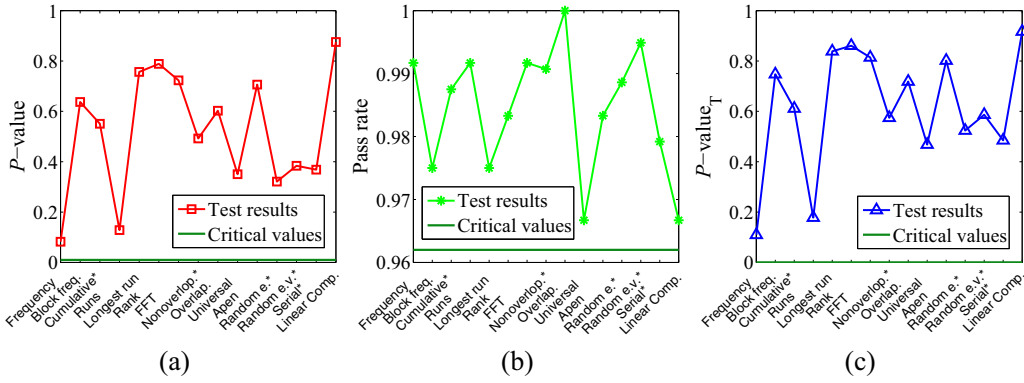 P-value
1
0.8
0.6
0.4
0.2
0
Test results
Critical values
Frequency
Block freq.
Cumulative*
Runs
Longest run
Rank
FFT
Nonoverlop.*
Overlap.
Universal
Apen
Random e.*
Random e.v.*
Serial*
Linear Comp.
(a)
Pass rate
1
0.99
0.98
0.97
0.96
Test results
Critical values
Frequency
Block freq.
Cumulative*
Runs
Longest run
Rank
FFT
Nonoverlop.*
Overlap.
Universal
Apen
Random e.*
Random e.v.*
Serial*
Linear Comp.
(b)
P-valueT
1
0.8
0.6
0.4
0.2
0
Test results
Critical values
Frequency
Block freq.
Cumulative*
Runs
Longest run
Rank
FFT
Nonoverlop.*
Overlap.
Universal
Apen
Random e.*
Random e.v.*
Serial*
Linear Comp.
(c)